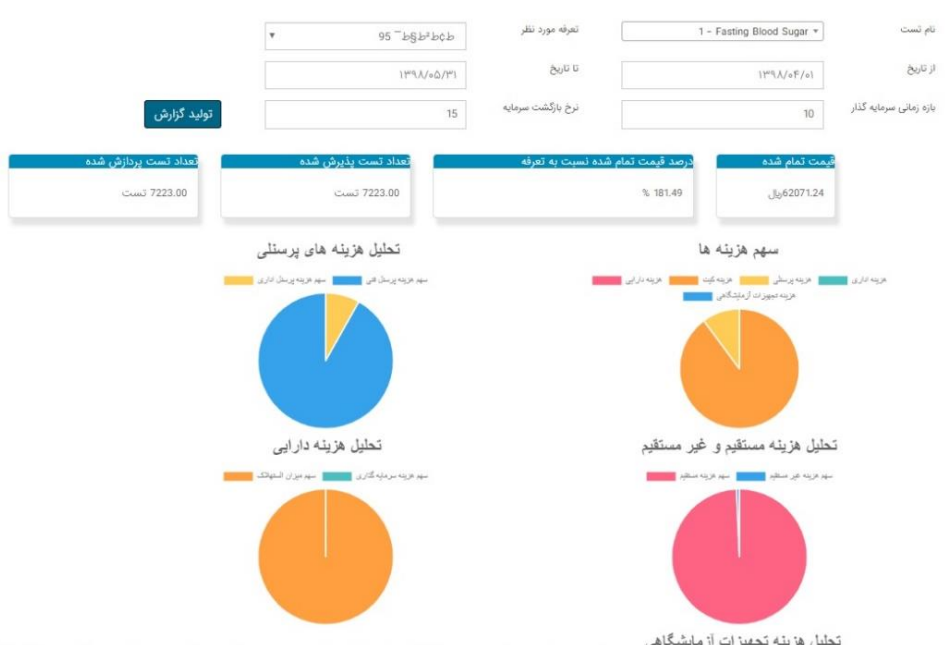 نام تست 1 - Fasting Blood Sugar تعرفه مورد نظر 95
از تاریخ ۱۳۹۸/۰۴/۰۱ تا تاریخ ۱۳۹۸/۰۵/۳۱
بازه زمانی سرمایه گذار 10 نرخ بازگشت سرمایه 15 تولید گزارش
قیمت تمام شده درصد قیمت تمام شده نسبت به تعرفه تعداد تست پذیرش شده تعداد تست پردازش شده
62071.24ریال 181.49 % 7223.00 تست 7223.00 تست
سهم هزینه ها تحلیل هزینه های پرسنلی
هزینه اداری هزینه پرسنلی هزینه کیت هزینه دارایی سهم هزینه پرسنل فنی سهم هزینه پرسنل اداری
هزینه تجهیزات آزمایشگاهی
تحلیل هزینه مستقیم و غیر مستقیم تحلیل هزینه دارایی
سهم هزینه غیر مستقیم سهم هزینه مستقیم سهم هزینه سرمایه گذاری سهم میزان استهلاک
تحلیل هزینه تجهیزات آزمایشگاهی